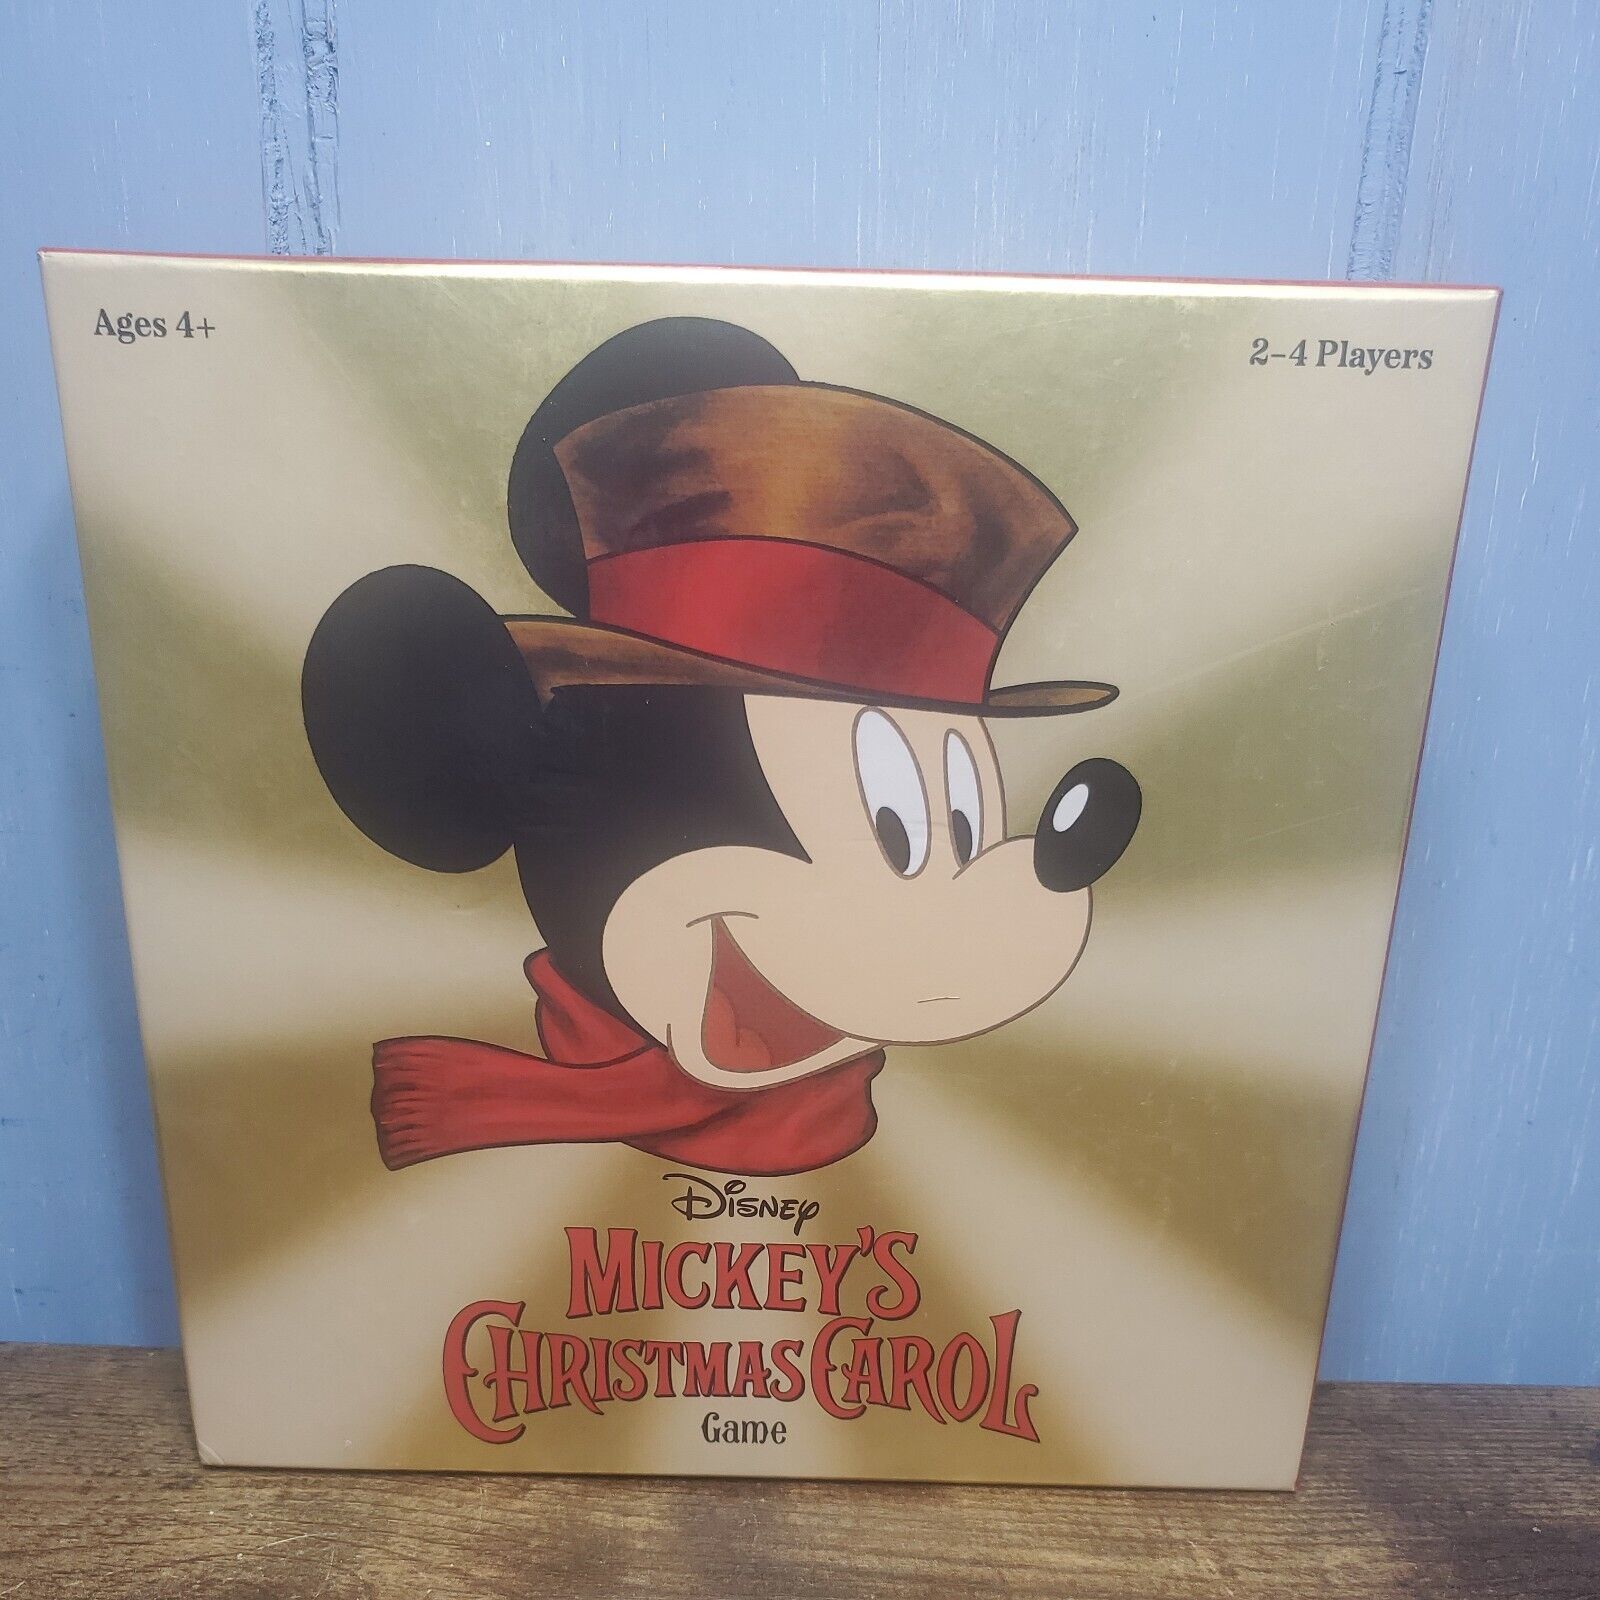 Ages 4+
2-4 Players
Disney
Mickey's
Christmas Carol
Game